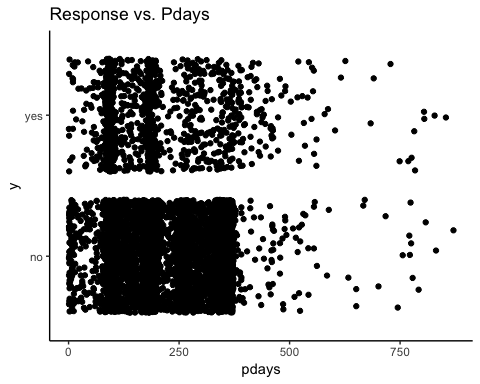 Response vs. Pdays
yes
y
no
0 250 500 750
pdays